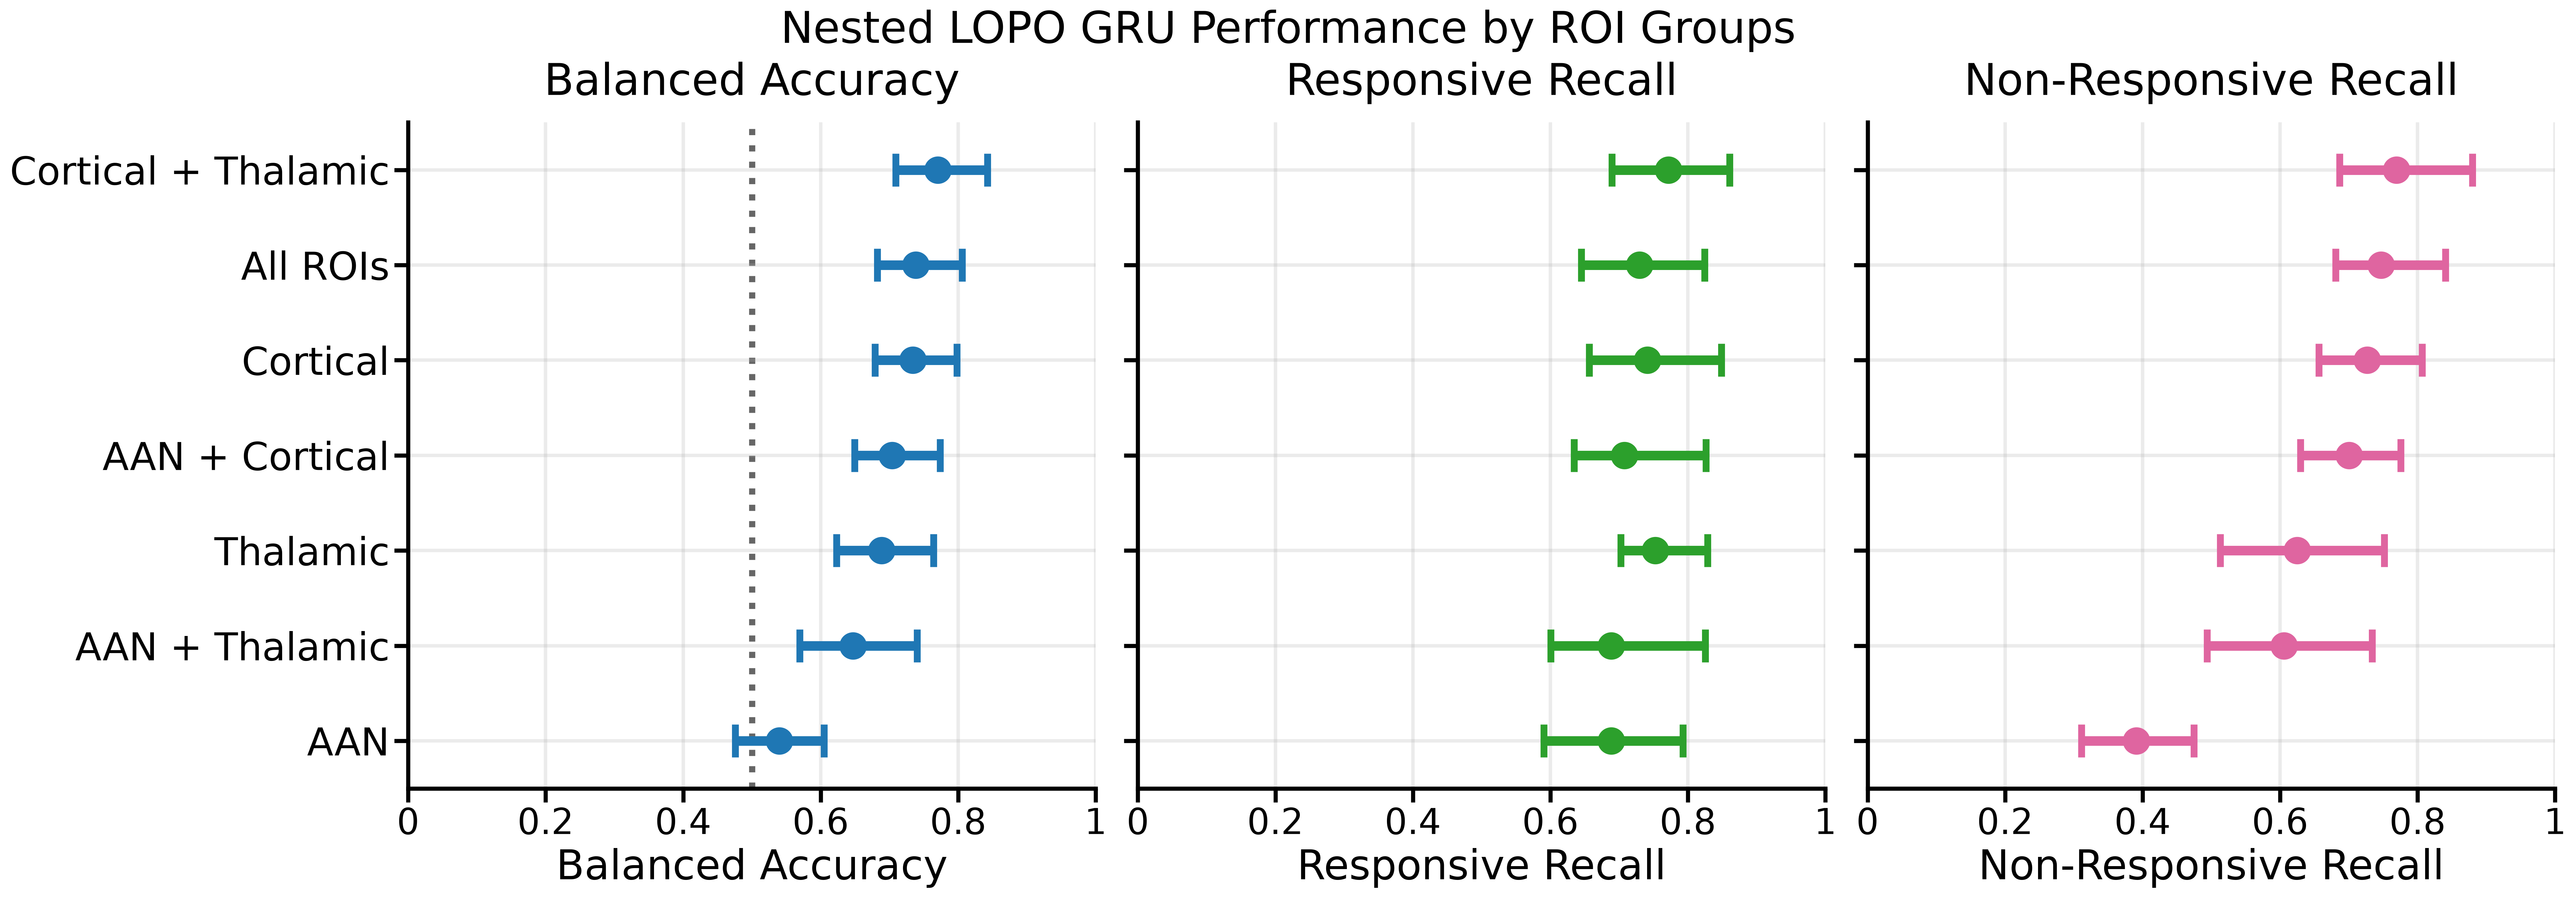 Nested LOPO GRU Performance by ROI Groups
Balanced Accuracy
Responsive Recall
Non-Responsive Recall
Cortical + Thalamic
All ROIs
Cortical
AAN + Cortical
Thalamic
AAN + Thalamic
AAN
0 0.2 0.4 0.6 0.8 1
0 0.2 0.4 0.6 0.8 1
0 0.2 0.4 0.6 0.8 1
Balanced Accuracy
Responsive Recall
Non-Responsive Recall